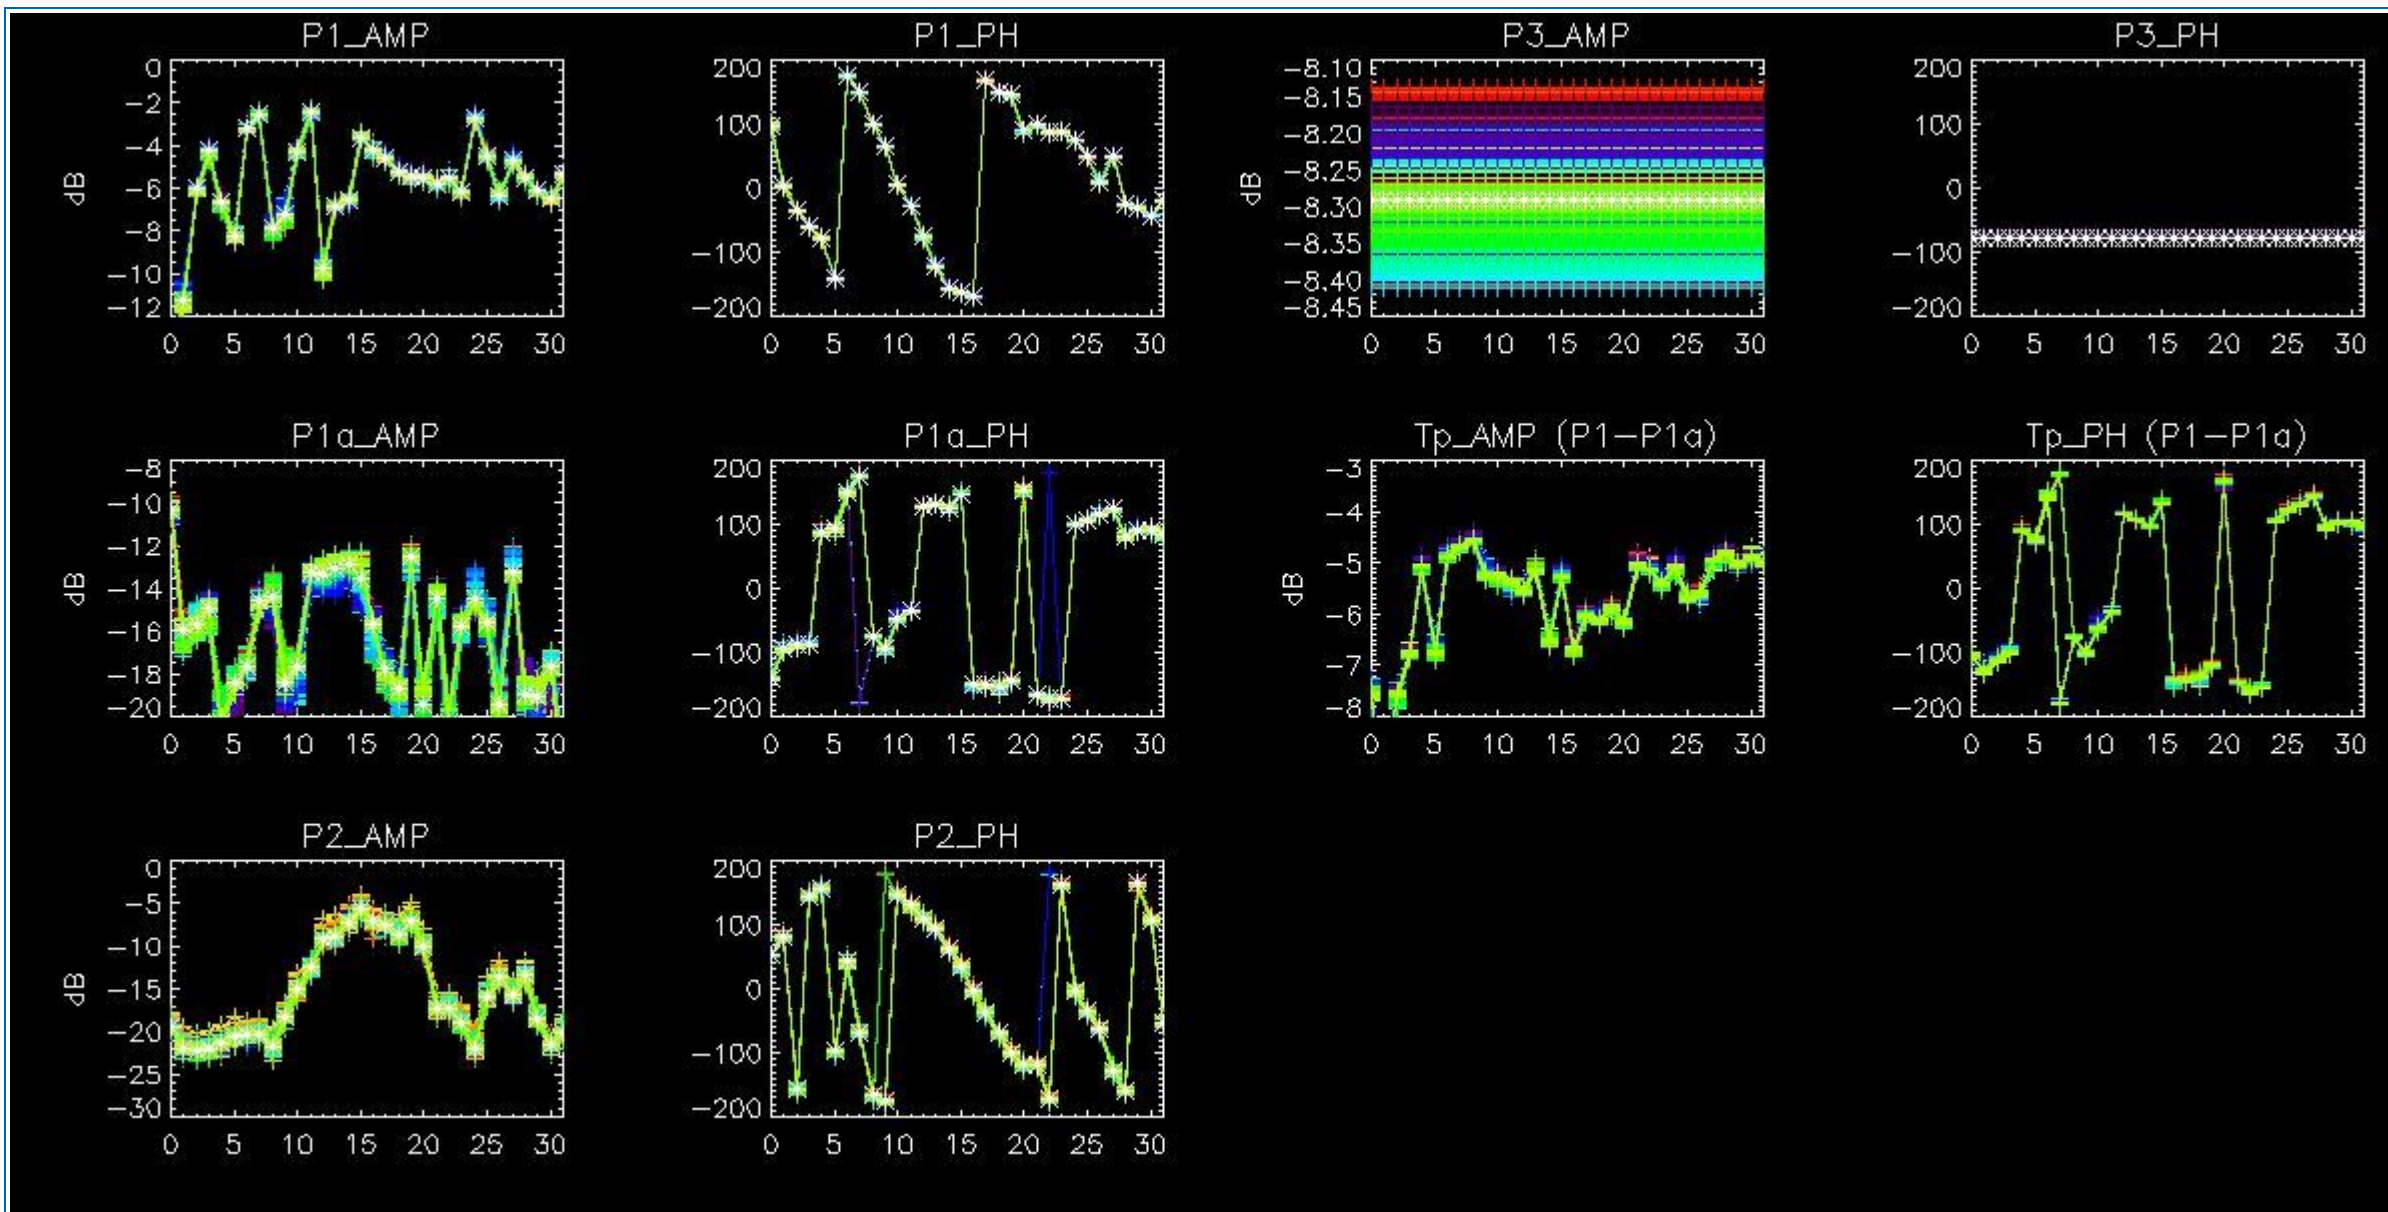 P1_AMP
0
−2
−4
−6
−8
−10
−12
dB
0 5 10 15 20 25 30
P1_PH
200
100
0
−100
−200
0 5 10 15 20 25 30
P3_AMP
−8.10
−8.15
−8.20
−8.25
−8.30
−8.35
−8.40
−8.45
dB
0 5 10 15 20 25 30
P3_PH
200
100
0
−100
−200
0 5 10 15 20 25 30
P1a_AMP
−8
−10
−12
−14
−16
−18
−20
dB
0 5 10 15 20 25 30
P1a_PH
200
100
0
−100
−200
0 5 10 15 20 25 30
Tp_AMP (P1−P1a)
−3
−4
−5
−6
−7
−8
dB
0 5 10 15 20 25 30
Tp_PH (P1−P1a)
200
100
0
−100
−200
0 5 10 15 20 25 30
P2_AMP
0
−5
−10
−15
−20
−25
−30
dB
0 5 10 15 20 25 30
P2_PH
200
100
0
−100
−200
0 5 10 15 20 25 30